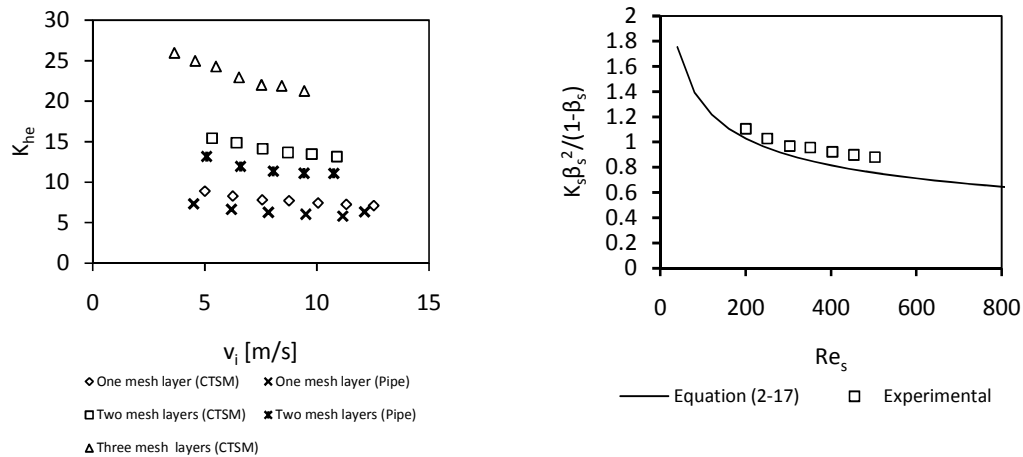 30
25
20
15
10
5
0
K_he
0 5 10 15
v_i [m/s]
One mesh layer (CTSM) One mesh layer (Pipe)
Two mesh layers (CTSM) Two mesh layers (Pipe)
Three mesh layers (CTSM)
2
1.8
1.6
1.4
1.2
1
0.8
0.6
0.4
0.2
0
K_sβ_s²/(1-β_s)
0 200 400 600 800
Re_s
Equation (2-17) Experimental